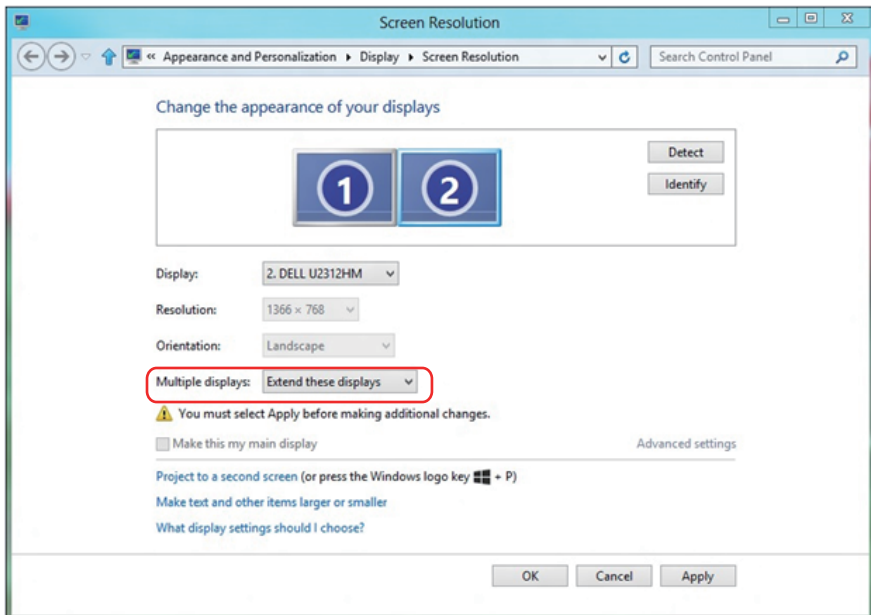 Screen Resolution
« Appearance and Personalization ▸ Display ▸ Screen Resolution
Search Control Panel
Change the appearance of your displays
1 2
Detect
Identify
Display: 2. DELL U2312HM
Resolution: 1366 × 768
Orientation: Landscape
Multiple displays: Extend these displays
You must select Apply before making additional changes.
Make this my main display
Advanced settings
Project to a second screen (or press the Windows logo key + P)
Make text and other items larger or smaller
What display settings should I choose?
OK Cancel Apply